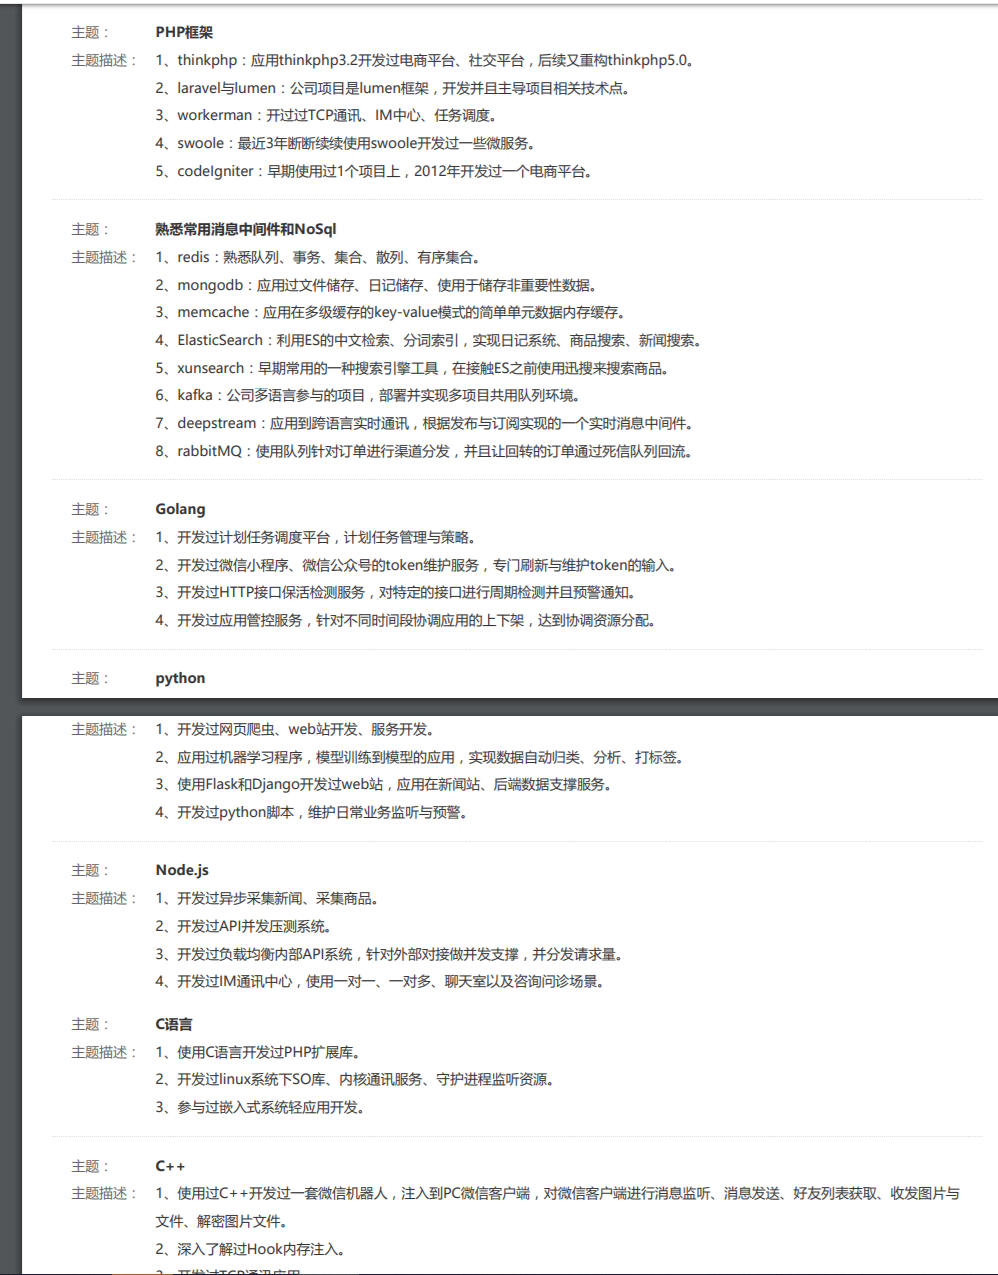 主题： PHP框架
主题描述： 1、thinkphp：应用thinkphp3.2开发过电商平台、社交平台，后续又重构thinkphp5.0。
2、laravel与lumen：公司项目是lumen框架，开发并且主导项目相关技术点。
3、workerman：开过过TCP通讯、IM中心、任务调度。
4、swoole：最近3年断断续续使用swoole开发过一些微服务。
5、codeIgniter：早期使用过1个项目上，2012年开发过一个电商平台。
主题： 熟悉常用消息中间件和NoSql
主题描述： 1、redis：熟悉队列、事务、集合、散列、有序集合。
2、mongodb：应用过文件储存、日记储存、使用于储存非重要性数据。
3、memcache：应用在多级缓存的key-value模式的简单单元数据内存缓存。
4、ElasticSearch：利用ES的中文检索、分词索引，实现日记系统、商品搜索、新闻搜索。
5、xunsearch：早期常用的一种搜索引擎工具，在接触ES之前使用迅搜来搜索商品。
6、kafka：公司多语言参与的项目，部署并实现多项目共用队列环境。
7、deepstream：应用到跨语言实时通讯，根据发布与订阅实现的一个实时消息中间件。
8、rabbitMQ：使用队列针对订单进行渠道分发，并且让回转的订单通过死信队列回流。
主题： Golang
主题描述： 1、开发过计划任务调度平台，计划任务管理与策略。
2、开发过微信小程序、微信公众号的token维护服务，专门刷新与维护token的输入。
3、开发过HTTP接口保活检测服务，对特定的接口进行周期检测并且预警通知。
4、开发过应用管控服务，针对不同时间段协调应用的上下架，达到协调资源分配。
主题： python
主题描述： 1、开发过网页爬虫、web站开发、服务开发。
2、应用过机器学习程序，模型训练到模型的应用，实现数据自动归类、分析、打标签。
3、使用Flask和Django开发过web站，应用在新闻站、后端数据支撑服务。
4、开发过python脚本，维护日常业务监听与预警。
主题： Node.js
主题描述： 1、开发过异步采集新闻、采集商品。
2、开发过API并发压测系统。
3、开发过负载均衡内部API系统，针对外部对接做并发支撑，并分发请求量。
4、开发过IM通讯中心，使用一对一、一对多、聊天室以及咨询问诊场景。
主题： C语言
主题描述： 1、使用C语言开发过PHP扩展库。
2、开发过linux系统下SO库、内核通讯服务、守护进程监听资源。
3、参与过嵌入式系统轻应用开发。
主题： C++
主题描述： 1、使用过C++开发过一套微信机器人，注入到PC微信客户端，对微信客户端进行消息监听、消息发送、好友列表获取、收发图片与
文件、解密图片文件。
2、深入了解过Hook内存注入。
3、开发过TCP通讯应用